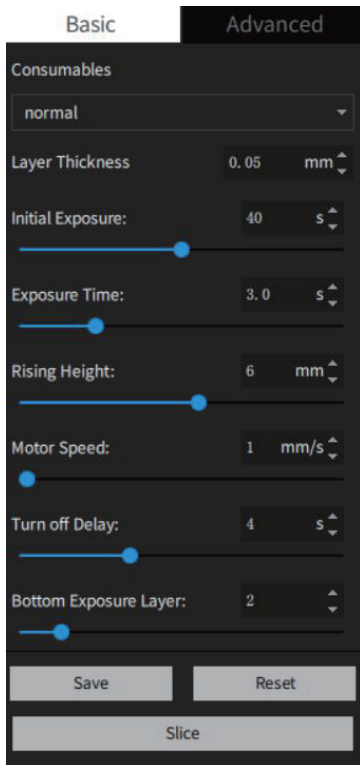 Basic Advanced
Consumables
normal
Layer Thickness 0.05 mm
Initial Exposure: 40 s
Exposure Time: 3.0 s
Rising Height: 6 mm
Motor Speed: 1 mm/s
Turn off Delay: 4 s
Bottom Exposure Layer: 2
Save Reset
Slice